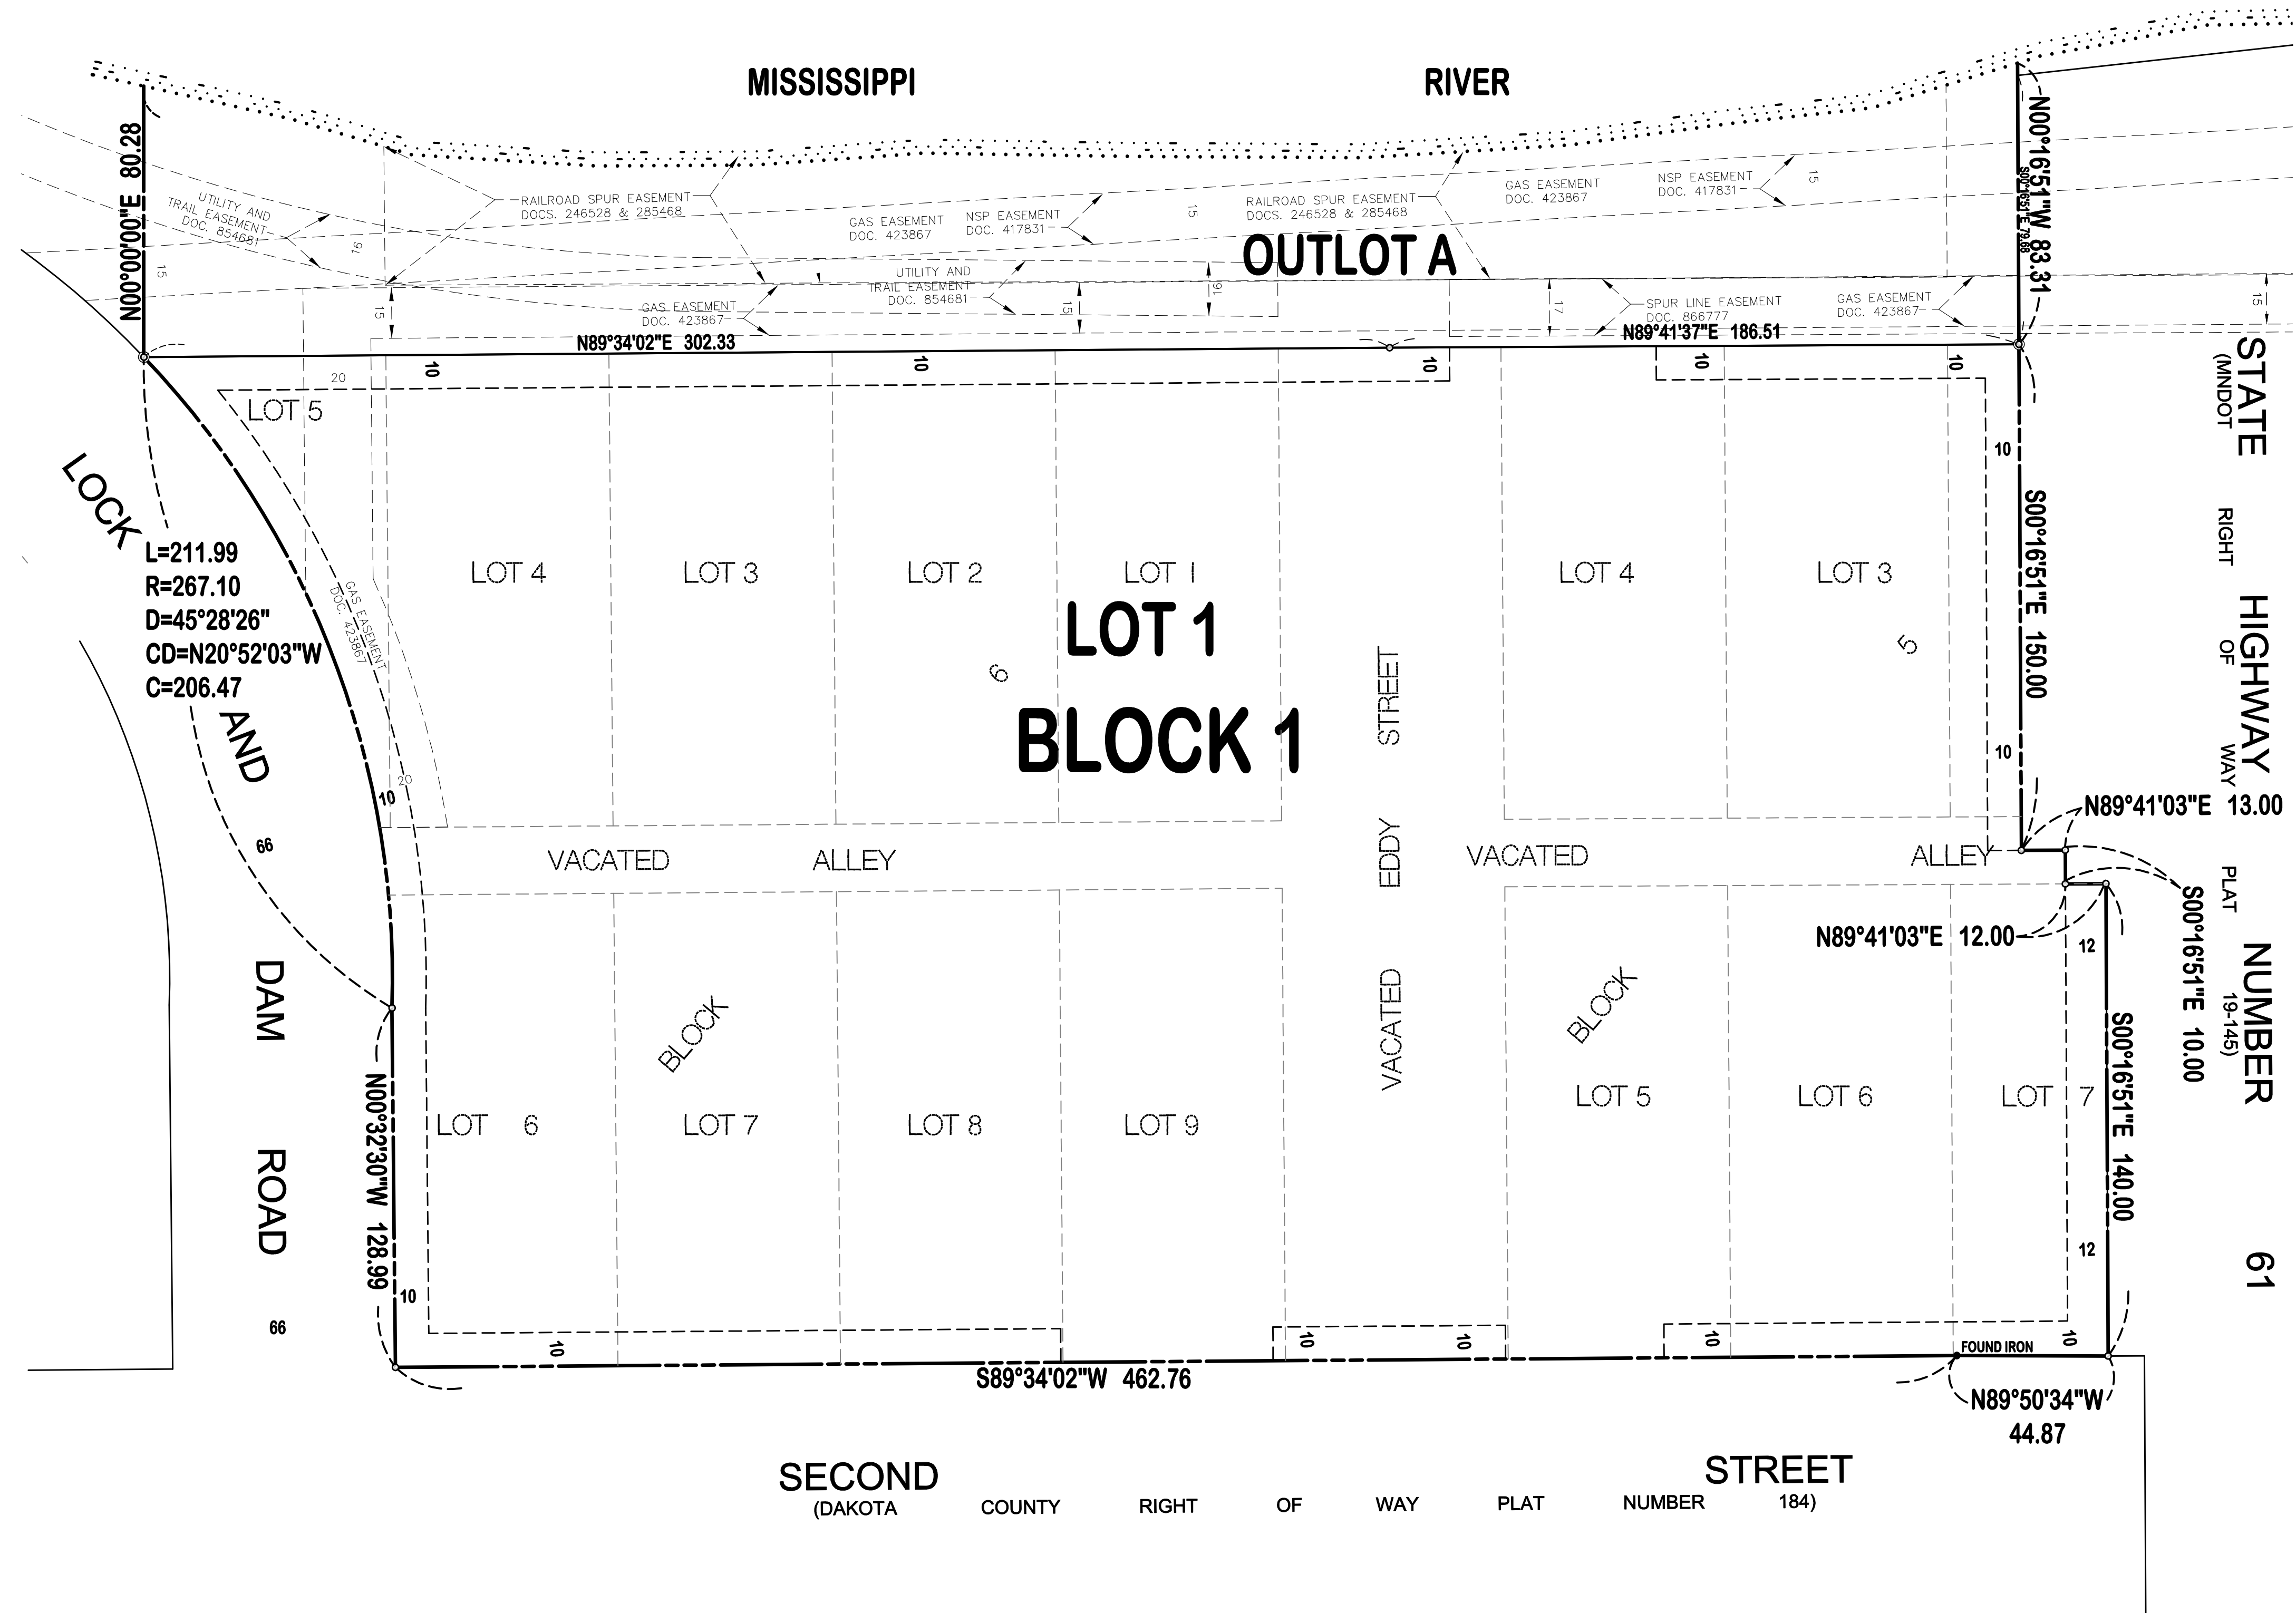 MISSISSIPPI RIVER
N00°00'00"E 80.28
UTILITY AND
TRAIL EASEMENT
DOC. 854681
16
15
RAILROAD SPUR EASEMENT
DOCS. 246528 & 285468
GAS EASEMENT
DOC. 423867
NSP EASEMENT
DOC. 417831
15
RAILROAD SPUR EASEMENT
DOCS. 246528 & 285468
GAS EASEMENT
DOC. 423867
NSP EASEMENT
DOC. 417831
15
N00°16'51"W 83.31
S00°16'51"E 79.68
OUTLOT A
UTILITY AND
TRAIL EASEMENT
DOC. 854681
16
15
15
GAS EASEMENT
DOC. 423867
17
SPUR LINE EASEMENT
DOC. 866777
GAS EASEMENT
DOC. 423867
15
N89°34'02"E 302.33
N89°41'37"E 186.51
20
10
10
10
10
10
LOT 5
STATE HIGHWAY NUMBER 61
(MNDOT RIGHT OF WAY PLAT 19-145)
10
LOCK AND DAM ROAD
L=211.99
R=267.10
D=45°28'26"
CD=N20°52'03"W
C=206.47
GAS EASEMENT
DOC. 423867
LOT 4
LOT 3
LOT 2
LOT 1
LOT 4
LOT 3
S00°16'51"E 150.00
LOT 1
BLOCK 1
6
5
VACATED EDDY STREET
10
20
10
66
N89°41'03"E 13.00
VACATED ALLEY
VACATED ALLEY
S00°16'51"E 10.00
N89°41'03"E 12.00
12
BLOCK
BLOCK
N00°32'30"W 128.99
LOT 6
LOT 7
LOT 8
LOT 9
LOT 5
LOT 6
LOT 7
S00°16'51"E 140.00
12
10
66
10
10
10
10
10
FOUND IRON
S89°34'02"W 462.76
N89°50'34"W
44.87
SECOND STREET
(DAKOTA COUNTY RIGHT OF WAY PLAT NUMBER 184)